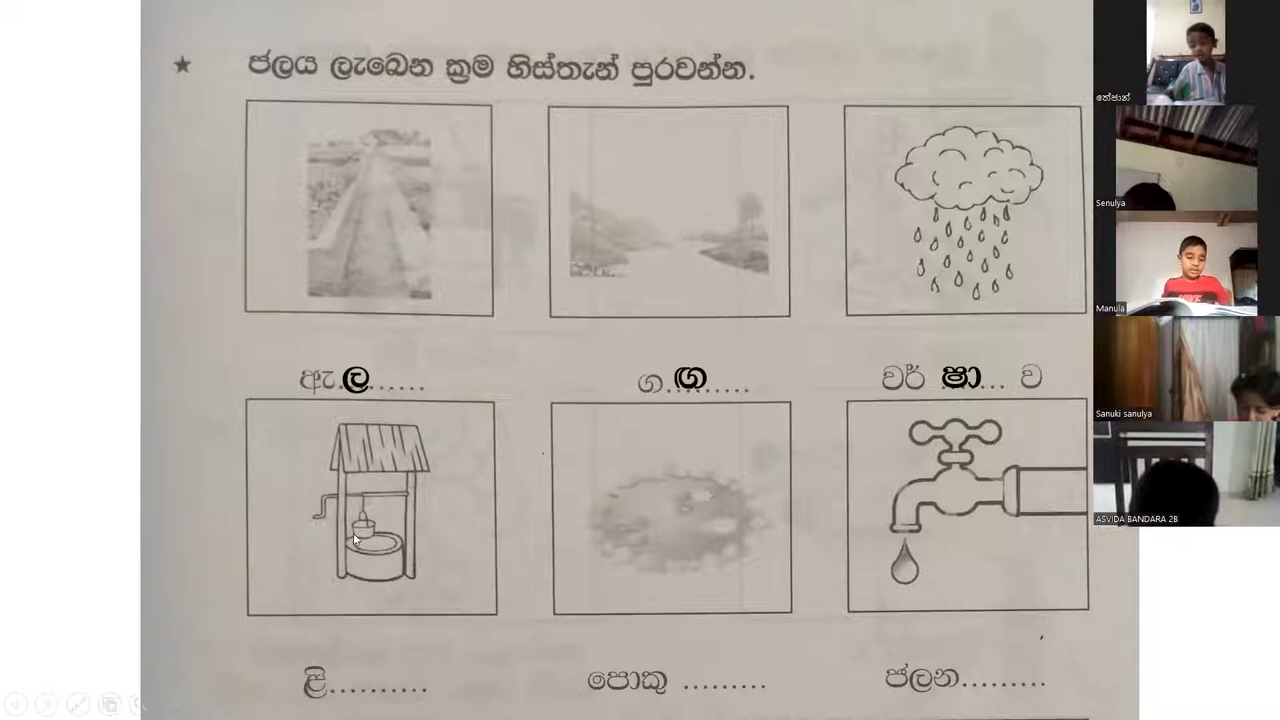 ★ ජලය ලැබෙන ක්‍රම හිස්තැන් පුරවන්න.
ඇ.ල...... ග.ඟ......... වර් ෂා... ව
ළි.......... පොකු ......... ජලන.........
තේජාන්
Senulya
Manula
Sanuki sanulya
ASVIDA BANDARA 2B